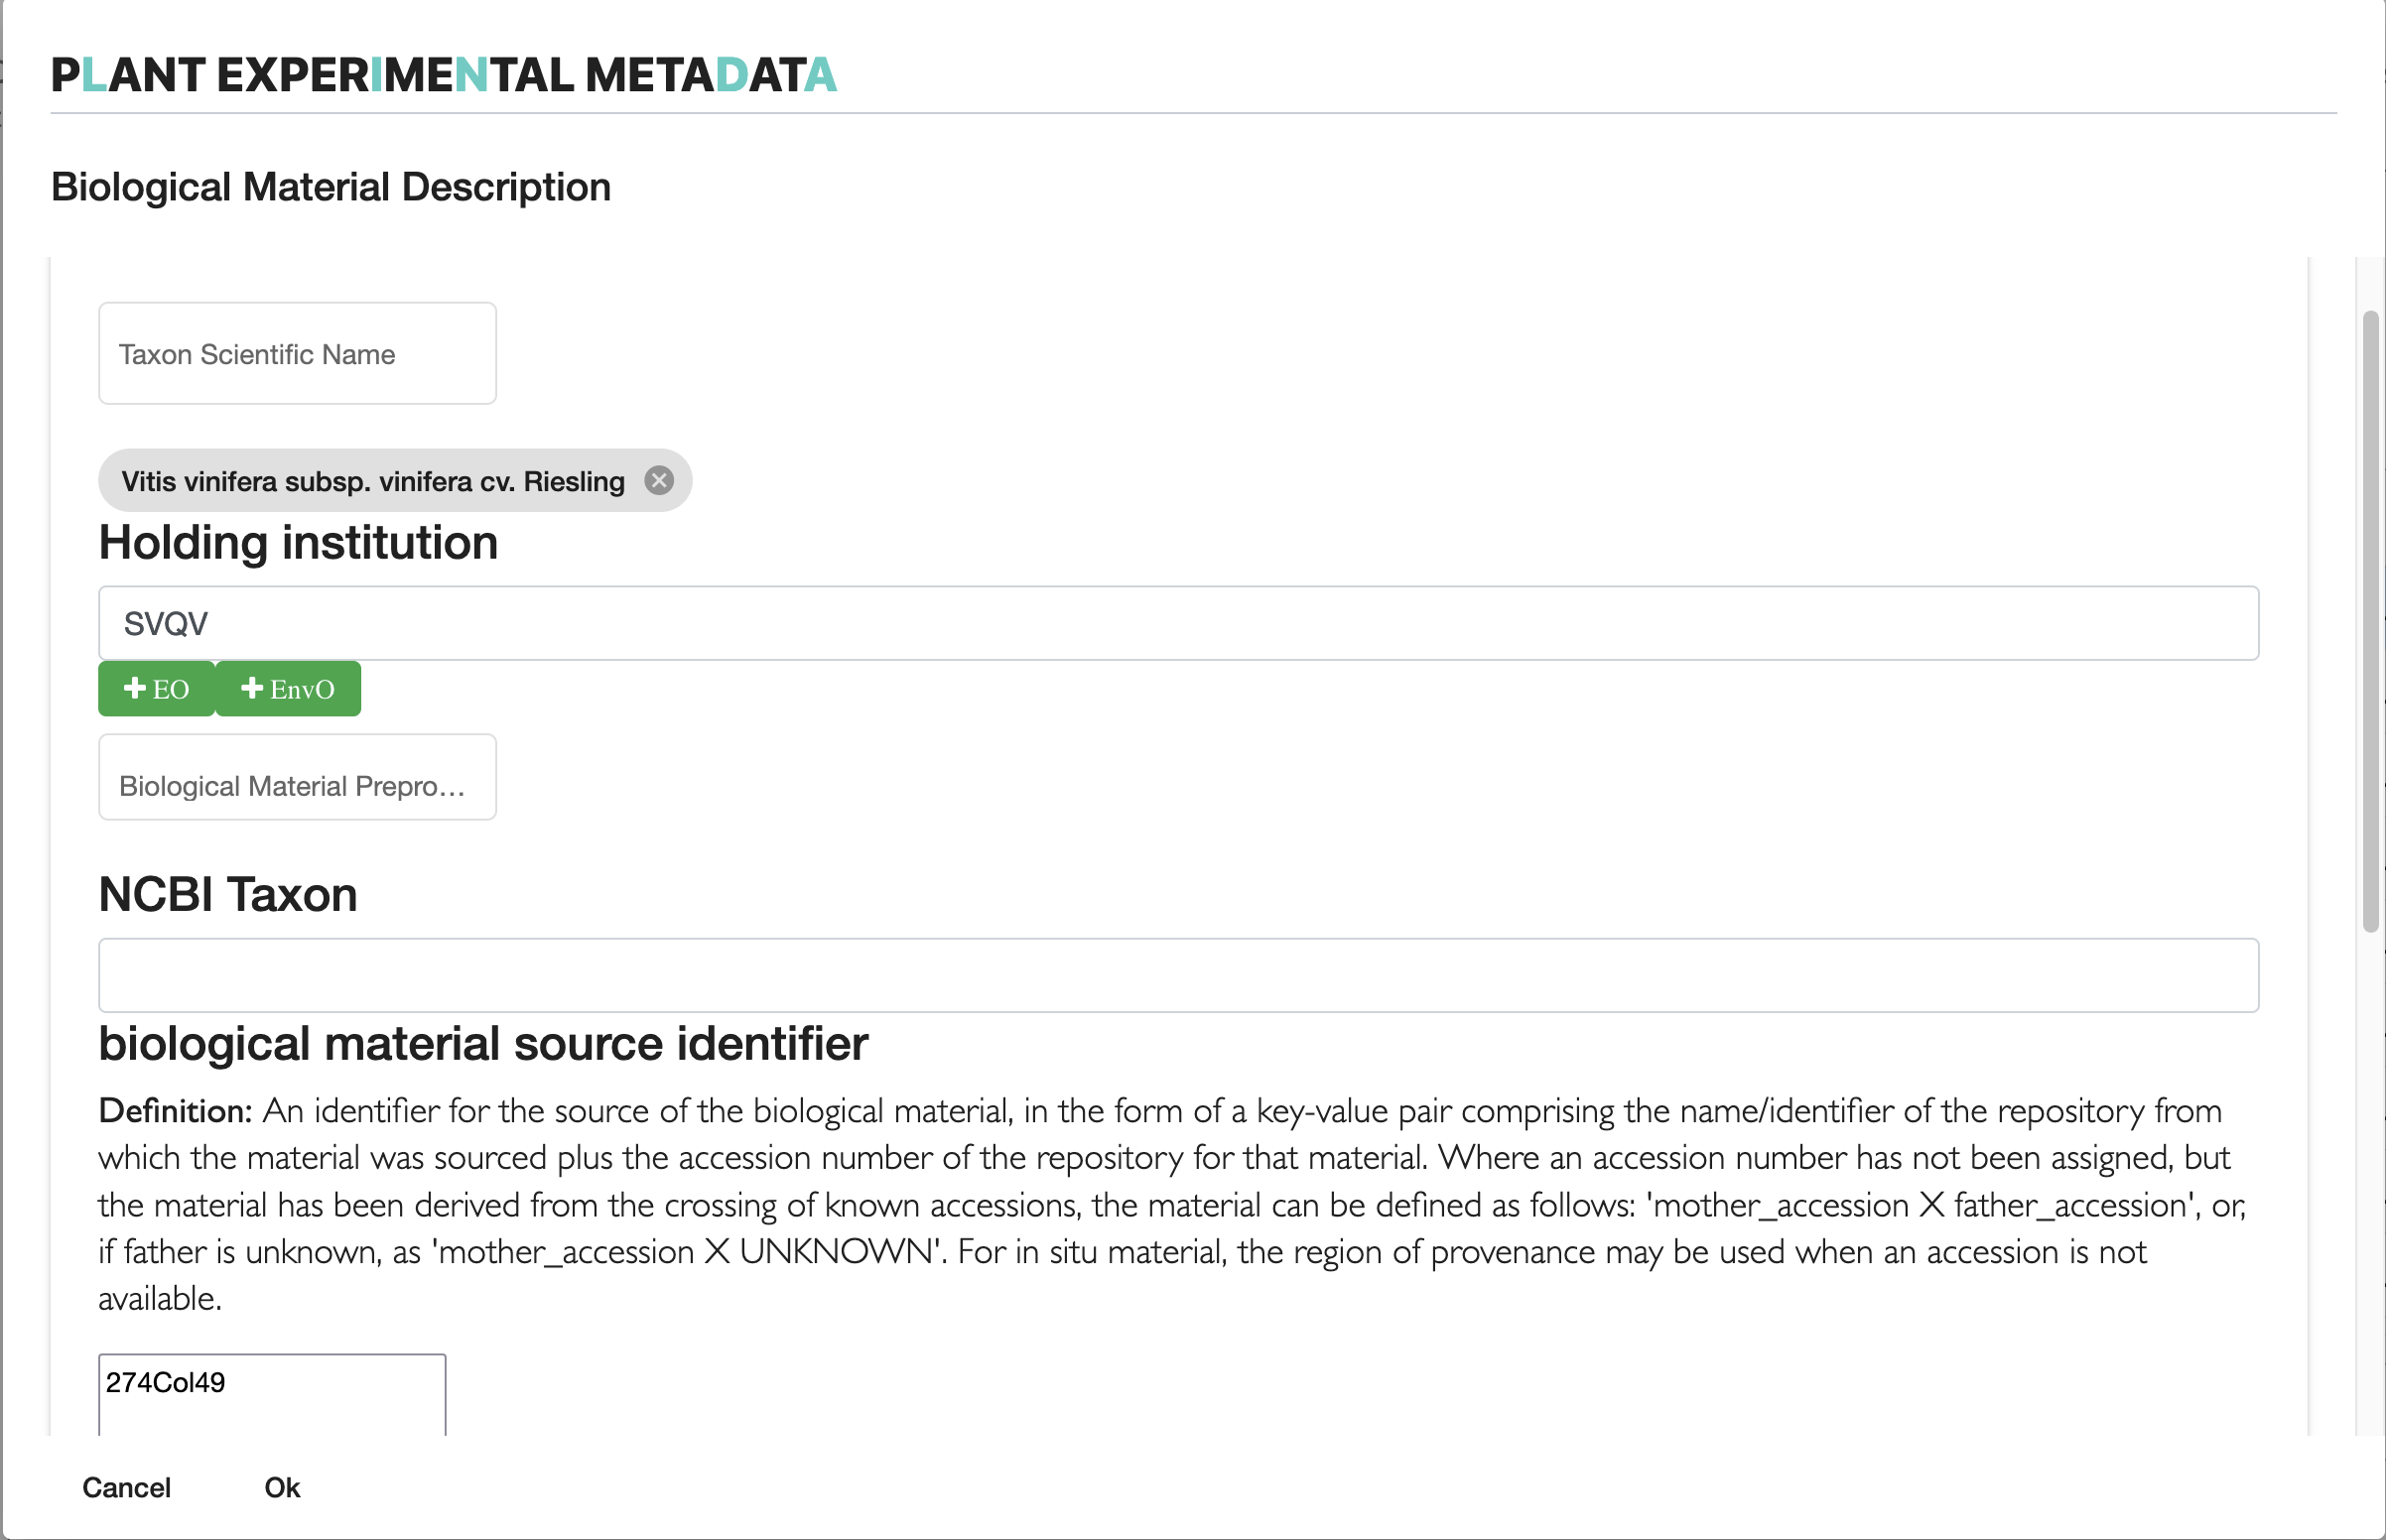 PLANT EXPERIMENTAL METADATA
Biological Material Description
Taxon Scientific Name
Vitis vinifera subsp. vinifera cv. Riesling
Holding institution
SVQV
EO EnvO
Biological Material Prepro...
NCBI Taxon
biological material source identifier
Definition: An identifier for the source of the biological material, in the form of a key-value pair comprising the name/identifier of the repository from
which the material was sourced plus the accession number of the repository for that material. Where an accession number has not been assigned, but
the material has been derived from the crossing of known accessions, the material can be defined as follows: 'mother_accession X father_accession', or,
if father is unknown, as 'mother_accession X UNKNOWN'. For in situ material, the region of provenance may be used when an accession is not
available.
274Col49
Cancel Ok